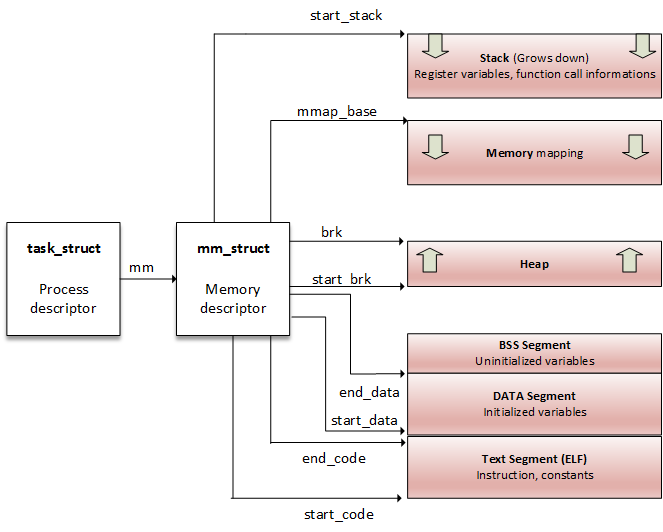 start_stack
Stack (Grows down)
Register variables, function call informations
mmap_base
Memory mapping
task_struct
Process
descriptor
mm
mm_struct
Memory
descriptor
brk
Heap
start_brk
BSS Segment
Uninitialized variables
end_data
DATA Segment
Initialized variables
start_data
end_code
Text Segment (ELF)
Instruction, constants
start_code